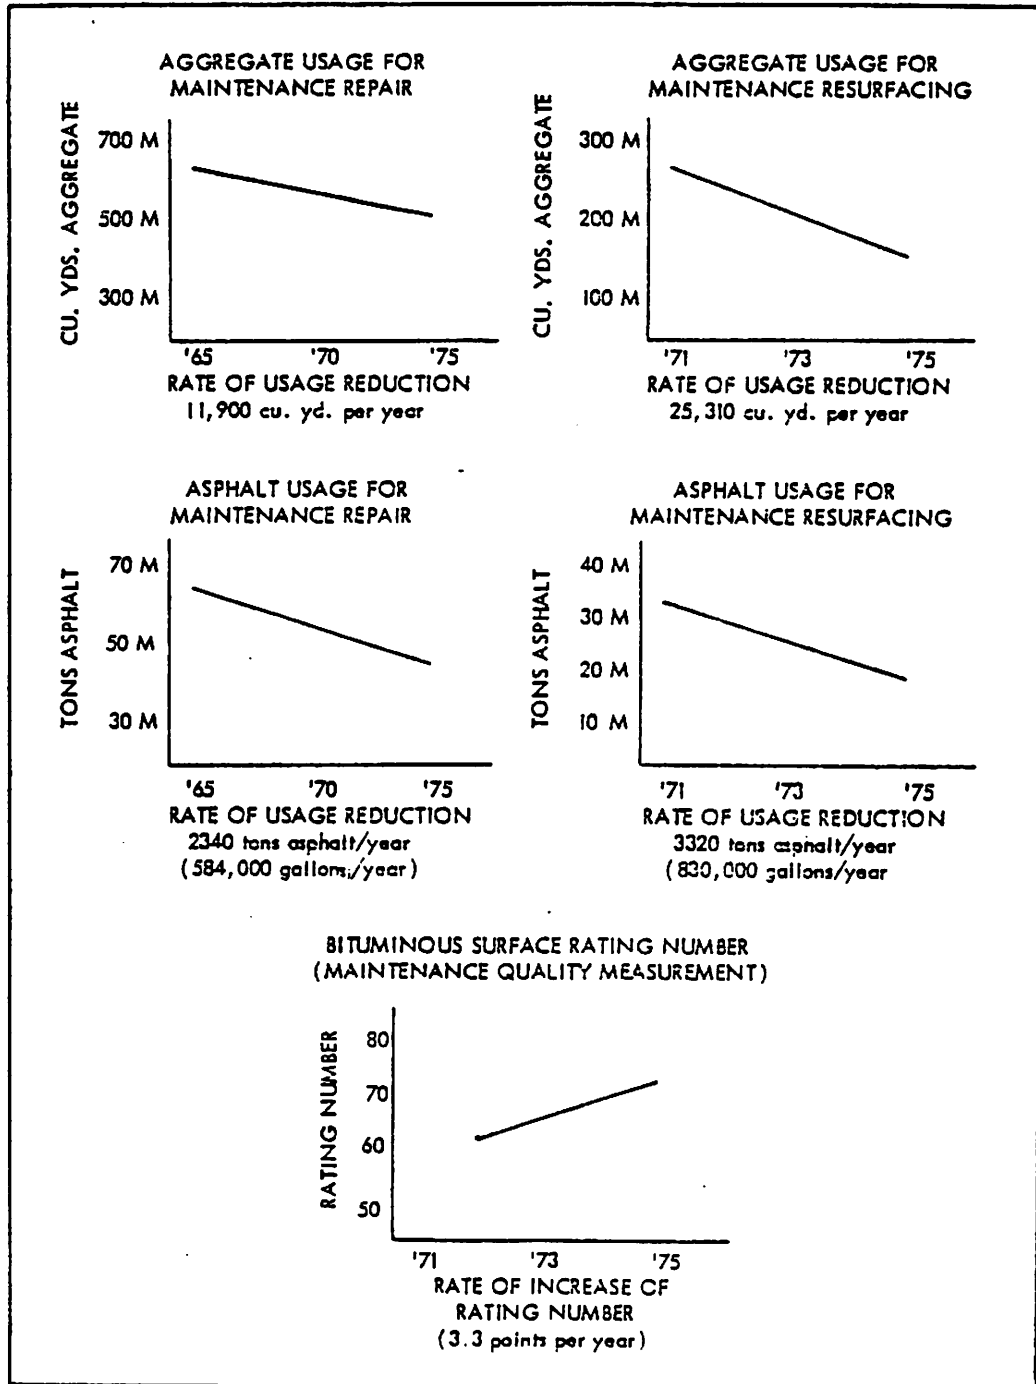 AGGREGATE USAGE FOR
MAINTENANCE REPAIR
CU. YDS. AGGREGATE
700 M
500 M
300 M
'65 '70 '75
RATE OF USAGE REDUCTION
11,900 cu. yd. per year
AGGREGATE USAGE FOR
MAINTENANCE RESURFACING
CU. YDS. AGGREGATE
300 M
200 M
100 M
'71 '73 '75
RATE OF USAGE REDUCTION
25,310 cu. yd. per year
ASPHALT USAGE FOR
MAINTENANCE REPAIR
TONS ASPHALT
70 M
50 M
30 M
'65 '70 '75
RATE OF USAGE REDUCTION
2340 tons asphalt/year
(584,000 gallons/year)
ASPHALT USAGE FOR
MAINTENANCE RESURFACING
TONS ASPHALT
40 M
30 M
20 M
10 M
'71 '73 '75
RATE OF USAGE REDUCTION
3320 tons asphalt/year
(830,000 gallons/year
BITUMINOUS SURFACE RATING NUMBER
(MAINTENANCE QUALITY MEASUREMENT)
RATING NUMBER
80
70
60
50
'71 '73 '75
RATE OF INCREASE OF
RATING NUMBER
(3.3 points per year)